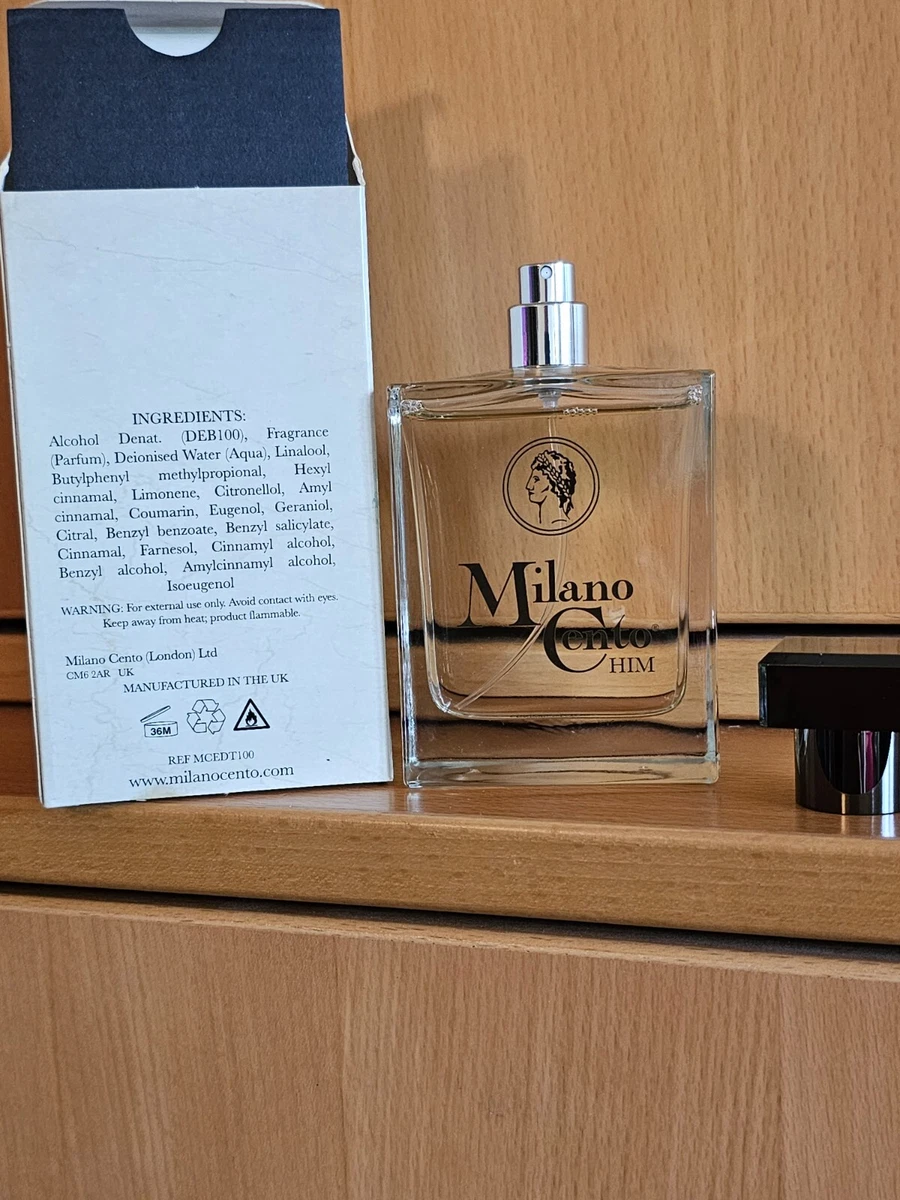 INGREDIENTS:
Alcohol Denat. (DEB100), Fragrance
(Parfum), Deionised Water (Aqua), Linalool,
Butylphenyl methylpropional, Hexyl
cinnamal, Limonene, Citronellol, Amyl
cinnamal, Coumarin, Eugenol, Geraniol,
Citral, Benzyl benzoate, Benzyl salicylate,
Cinnamal, Farnesol, Cinnamyl alcohol,
Benzyl alcohol, Amylcinnamyl alcohol,
Isoeugenol
WARNING: For external use only. Avoid contact with eyes.
Keep away from heat; product flammable.
Milano Cento (London) Ltd
CM6 2AR UK
MANUFACTURED IN THE UK
36M
REF MCEDT100
www.milanocento.com
Milano
Cento®
HIM